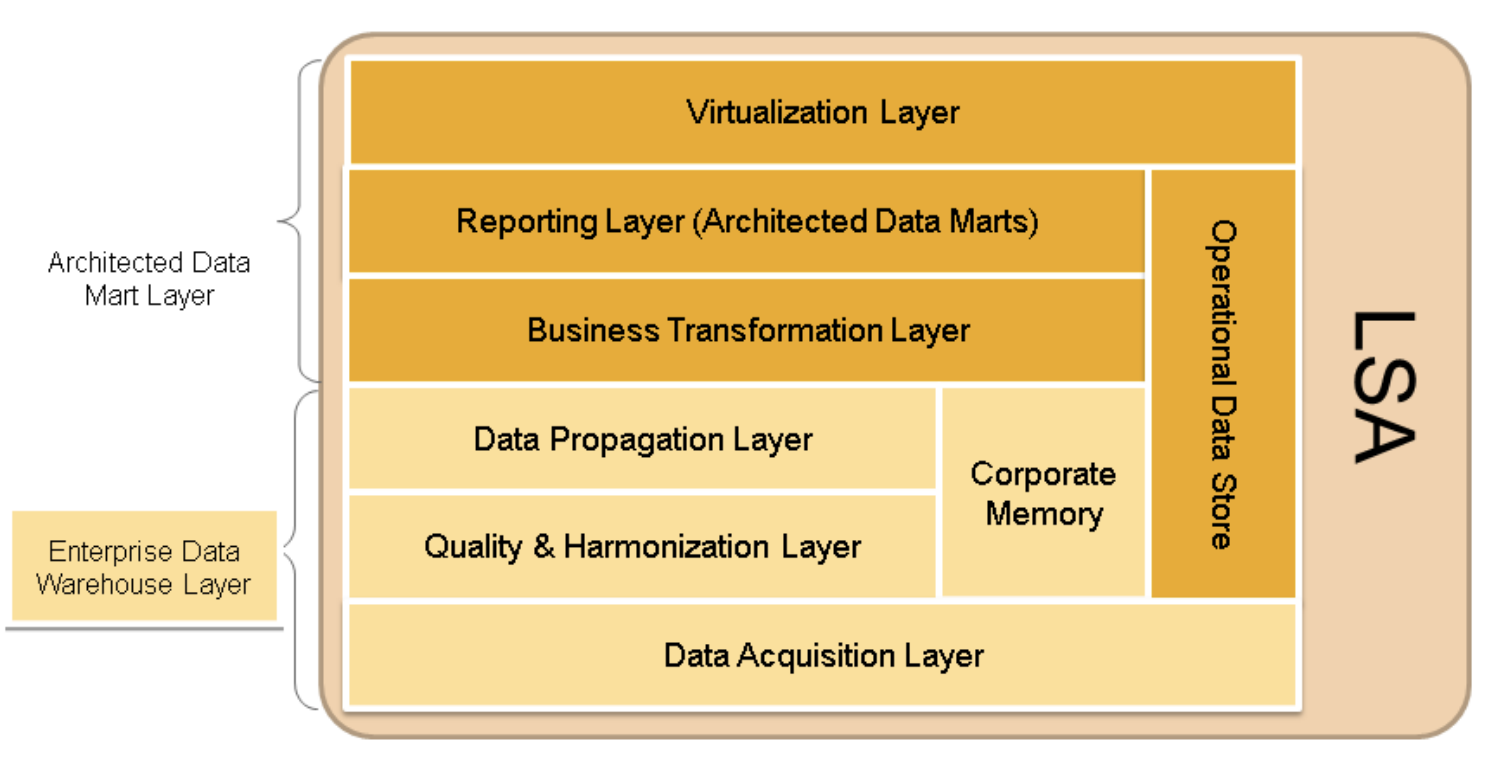 Virtualization Layer
Reporting Layer (Architected Data Marts)
Operational Data Store
Architected Data
Mart Layer
Business Transformation Layer
LSA
Data Propagation Layer
Corporate
Memory
Quality & Harmonization Layer
Enterprise Data
Warehouse Layer
Data Acquisition Layer